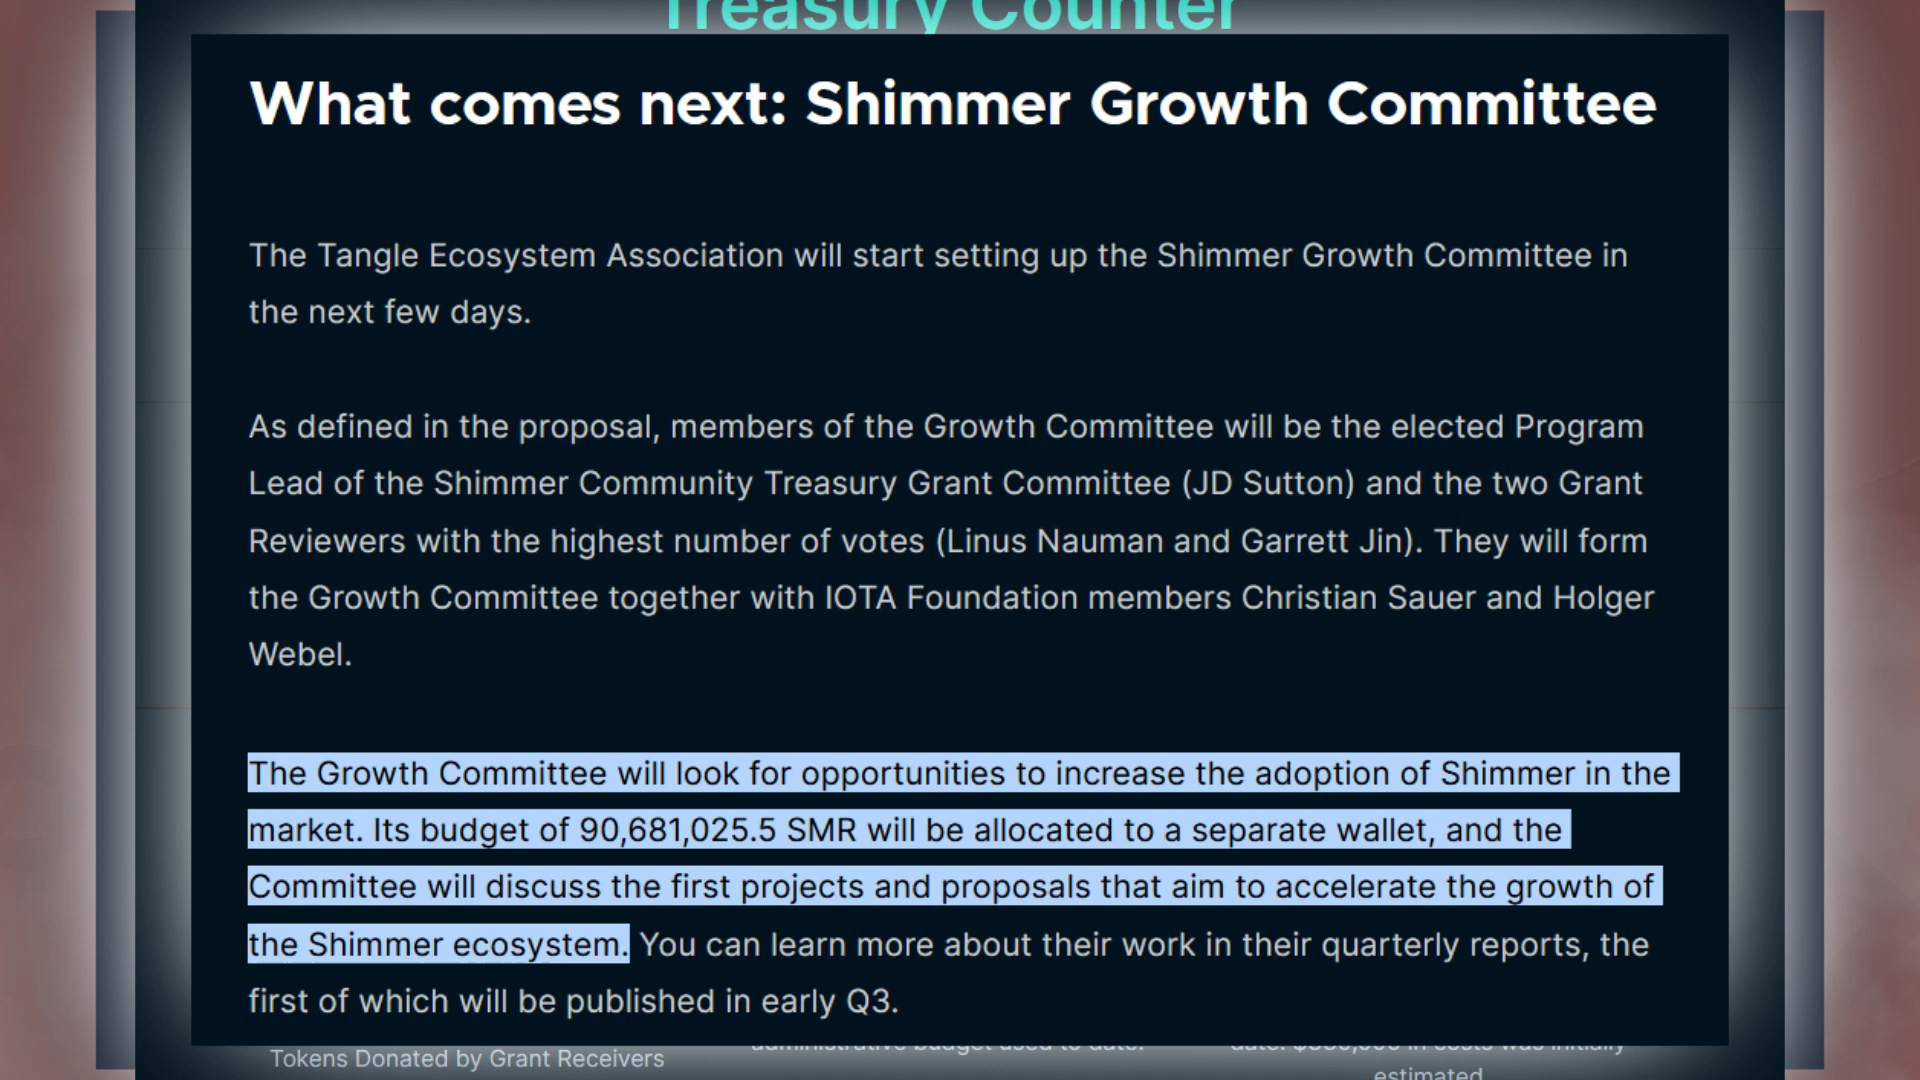 Treasury Counter
What comes next: Shimmer Growth Committee
The Tangle Ecosystem Association will start setting up the Shimmer Growth Committee in
the next few days.
As defined in the proposal, members of the Growth Committee will be the elected Program
Lead of the Shimmer Community Treasury Grant Committee (JD Sutton) and the two Grant
Reviewers with the highest number of votes (Linus Nauman and Garrett Jin). They will form
the Growth Committee together with IOTA Foundation members Christian Sauer and Holger
Webel.
The Growth Committee will look for opportunities to increase the adoption of Shimmer in the
market. Its budget of 90,681,025.5 SMR will be allocated to a separate wallet, and the
Committee will discuss the first projects and proposals that aim to accelerate the growth of
the Shimmer ecosystem. You can learn more about their work in their quarterly reports, the
first of which will be published in early Q3.
Tokens Donated by Grant Receivers
administrative budget used to date.
estimated